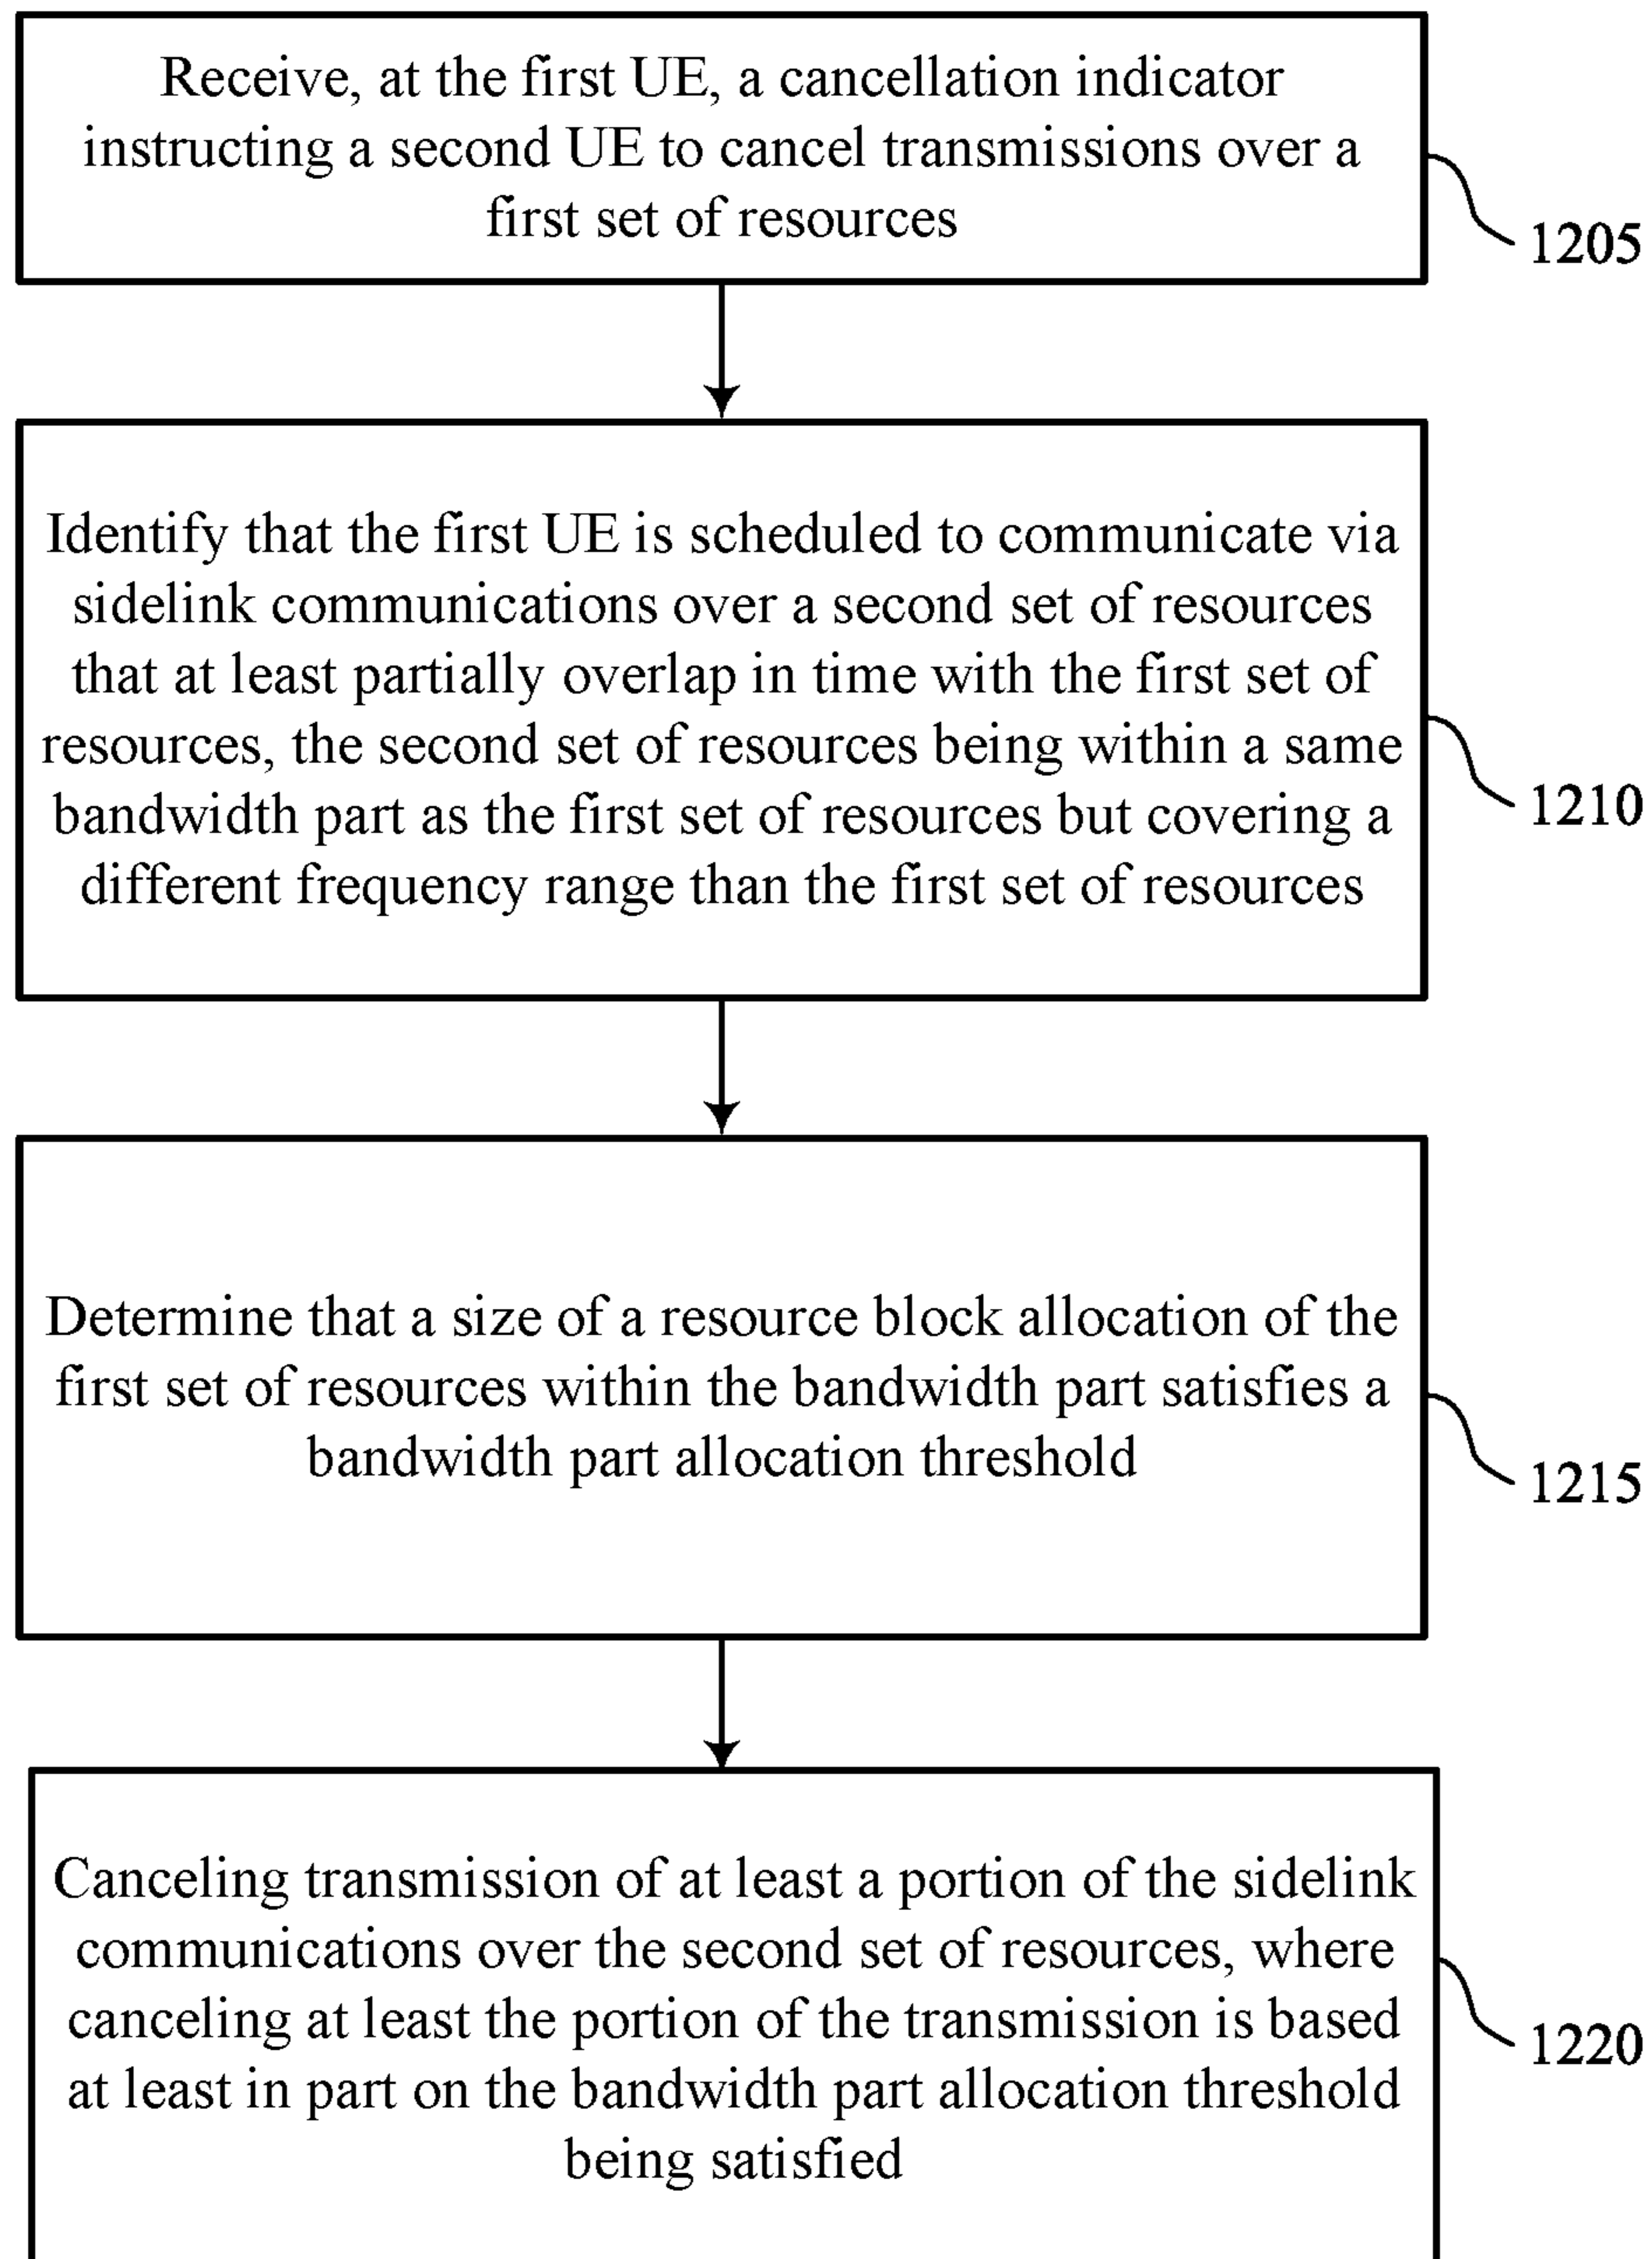 Receive, at the first UE, a cancellation indicator
instructing a second UE to cancel transmissions over a
first set of resources
1205
Identify that the first UE is scheduled to communicate via
sidelink communications over a second set of resources
that at least partially overlap in time with the first set of
resources, the second set of resources being within a same
bandwidth part as the first set of resources but covering a
different frequency range than the first set of resources
1210
Determine that a size of a resource block allocation of the
first set of resources within the bandwidth part satisfies a
bandwidth part allocation threshold
1215
Canceling transmission of at least a portion of the sidelink
communications over the second set of resources, where
canceling at least the portion of the transmission is based
at least in part on the bandwidth part allocation threshold
being satisfied
1220